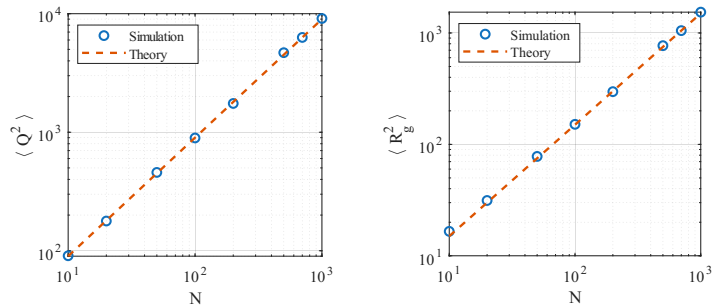 10^4
10^3
10^2
10^1
10^2
10^3
⟨ Q^2 ⟩
N
Simulation
Theory
10^3
10^2
10^1
10^1
10^2
10^3
⟨ R_g^2 ⟩
N
Simulation
Theory